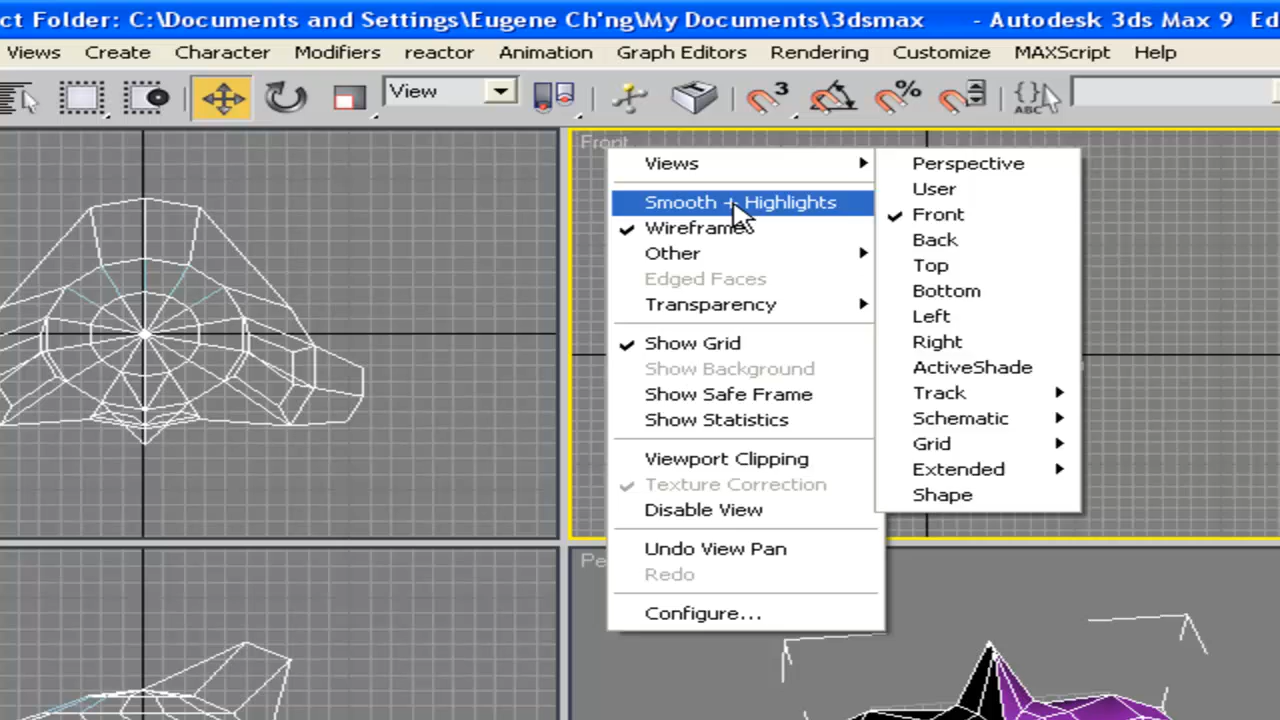 ct Folder: C:\Documents and Settings\Eugene Ch'ng\My Documents\3dsmax - Autodesk 3ds Max 9 Ed
Views Create Character Modifiers reactor Animation Graph Editors Rendering Customize MAXScript Help
View
3
%
{}
ABC
Front
Views
Smooth + Highlights
Wireframe
Other
Edged Faces
Transparency
Show Grid
Show Background
Show Safe Frame
Show Statistics
Viewport Clipping
Texture Correction
Disable View
Undo View Pan
Redo
Configure...
Perspective
User
Front
Back
Top
Bottom
Left
Right
ActiveShade
Track
Schematic
Grid
Extended
Shape
Pe